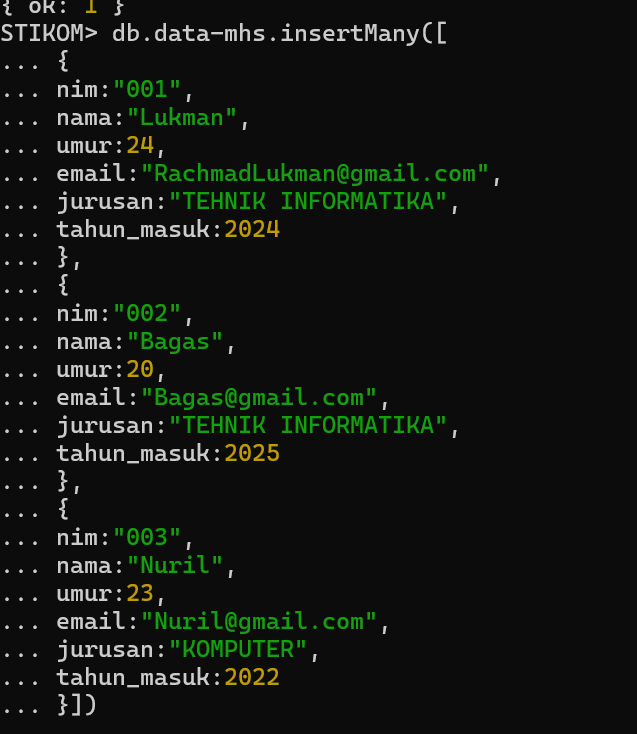 { ok: 1 }
STIKOM> db.data-mhs.insertMany([
... {
... nim:"001",
... nama:"Lukman",
... umur:24,
... email:"RachmadLukman@gmail.com",
... jurusan:"TEHNIK INFORMATIKA",
... tahun_masuk:2024
... },
... {
... nim:"002",
... nama:"Bagas",
... umur:20,
... email:"Bagas@gmail.com",
... jurusan:"TEHNIK INFORMATIKA",
... tahun_masuk:2025
... },
... {
... nim:"003",
... nama:"Nuril",
... umur:23,
... email:"Nuril@gmail.com",
... jurusan:"KOMPUTER",
... tahun_masuk:2022
... }])